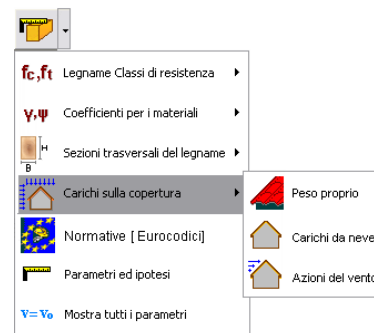 fc,ft Legname Classi di resistenza
γ,ψ Coefficienti per i materiali
H
B
Sezioni trasversali del legname
Carichi sulla copertura
Peso proprio
Normative [ Eurocodici]
Carichi da neve
Parametri ed ipotesi
Azioni del vento
V=Vo Mostra tutti i parametri